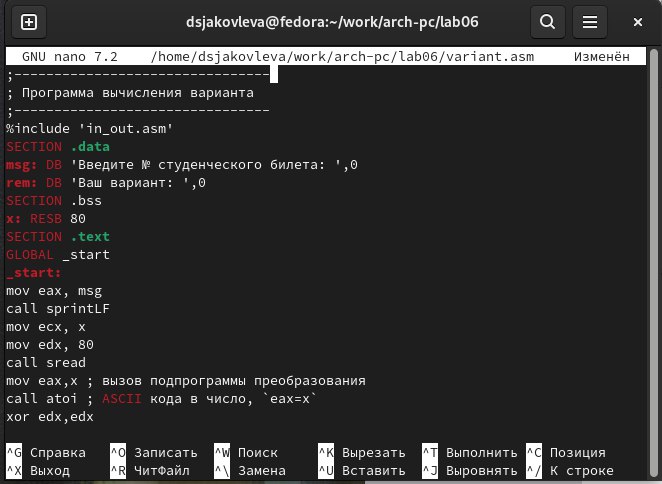 dsjakovleva@fedora:~/work/arch-pc/lab06
GNU nano 7.2 /home/dsjakovleva/work/arch-pc/lab06/variant.asm Изменён
;--------------------------------
; Программа вычисления варианта
;--------------------------------
%include 'in_out.asm'
SECTION .data
msg: DB 'Введите № студенческого билета: ',0
rem: DB 'Ваш вариант: ',0
SECTION .bss
x: RESB 80
SECTION .text
GLOBAL _start
_start:
mov eax, msg
call sprintLF
mov ecx, x
mov edx, 80
call sread
mov eax,x ; вызов подпрограммы преобразования
call atoi ; ASCII кода в число, `eax=x`
xor edx,edx
^G Справка ^O Записать ^W Поиск ^K Вырезать ^T Выполнить ^C Позиция
^X Выход ^R ЧитФайл ^\ Замена ^U Вставить ^J Выровнять ^/ К строке